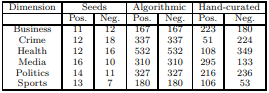 Dimension Seeds Algorithmic Hand-curated
Pos. Neg. Pos. Neg. Pos. Neg.
Business 11 12 167 167 223 180
Crime 12 18 337 337 51 224
Health 12 16 532 532 108 349
Media 16 10 310 310 295 133
Politics 14 11 327 327 216 236
Sports 13 7 180 180 106 53